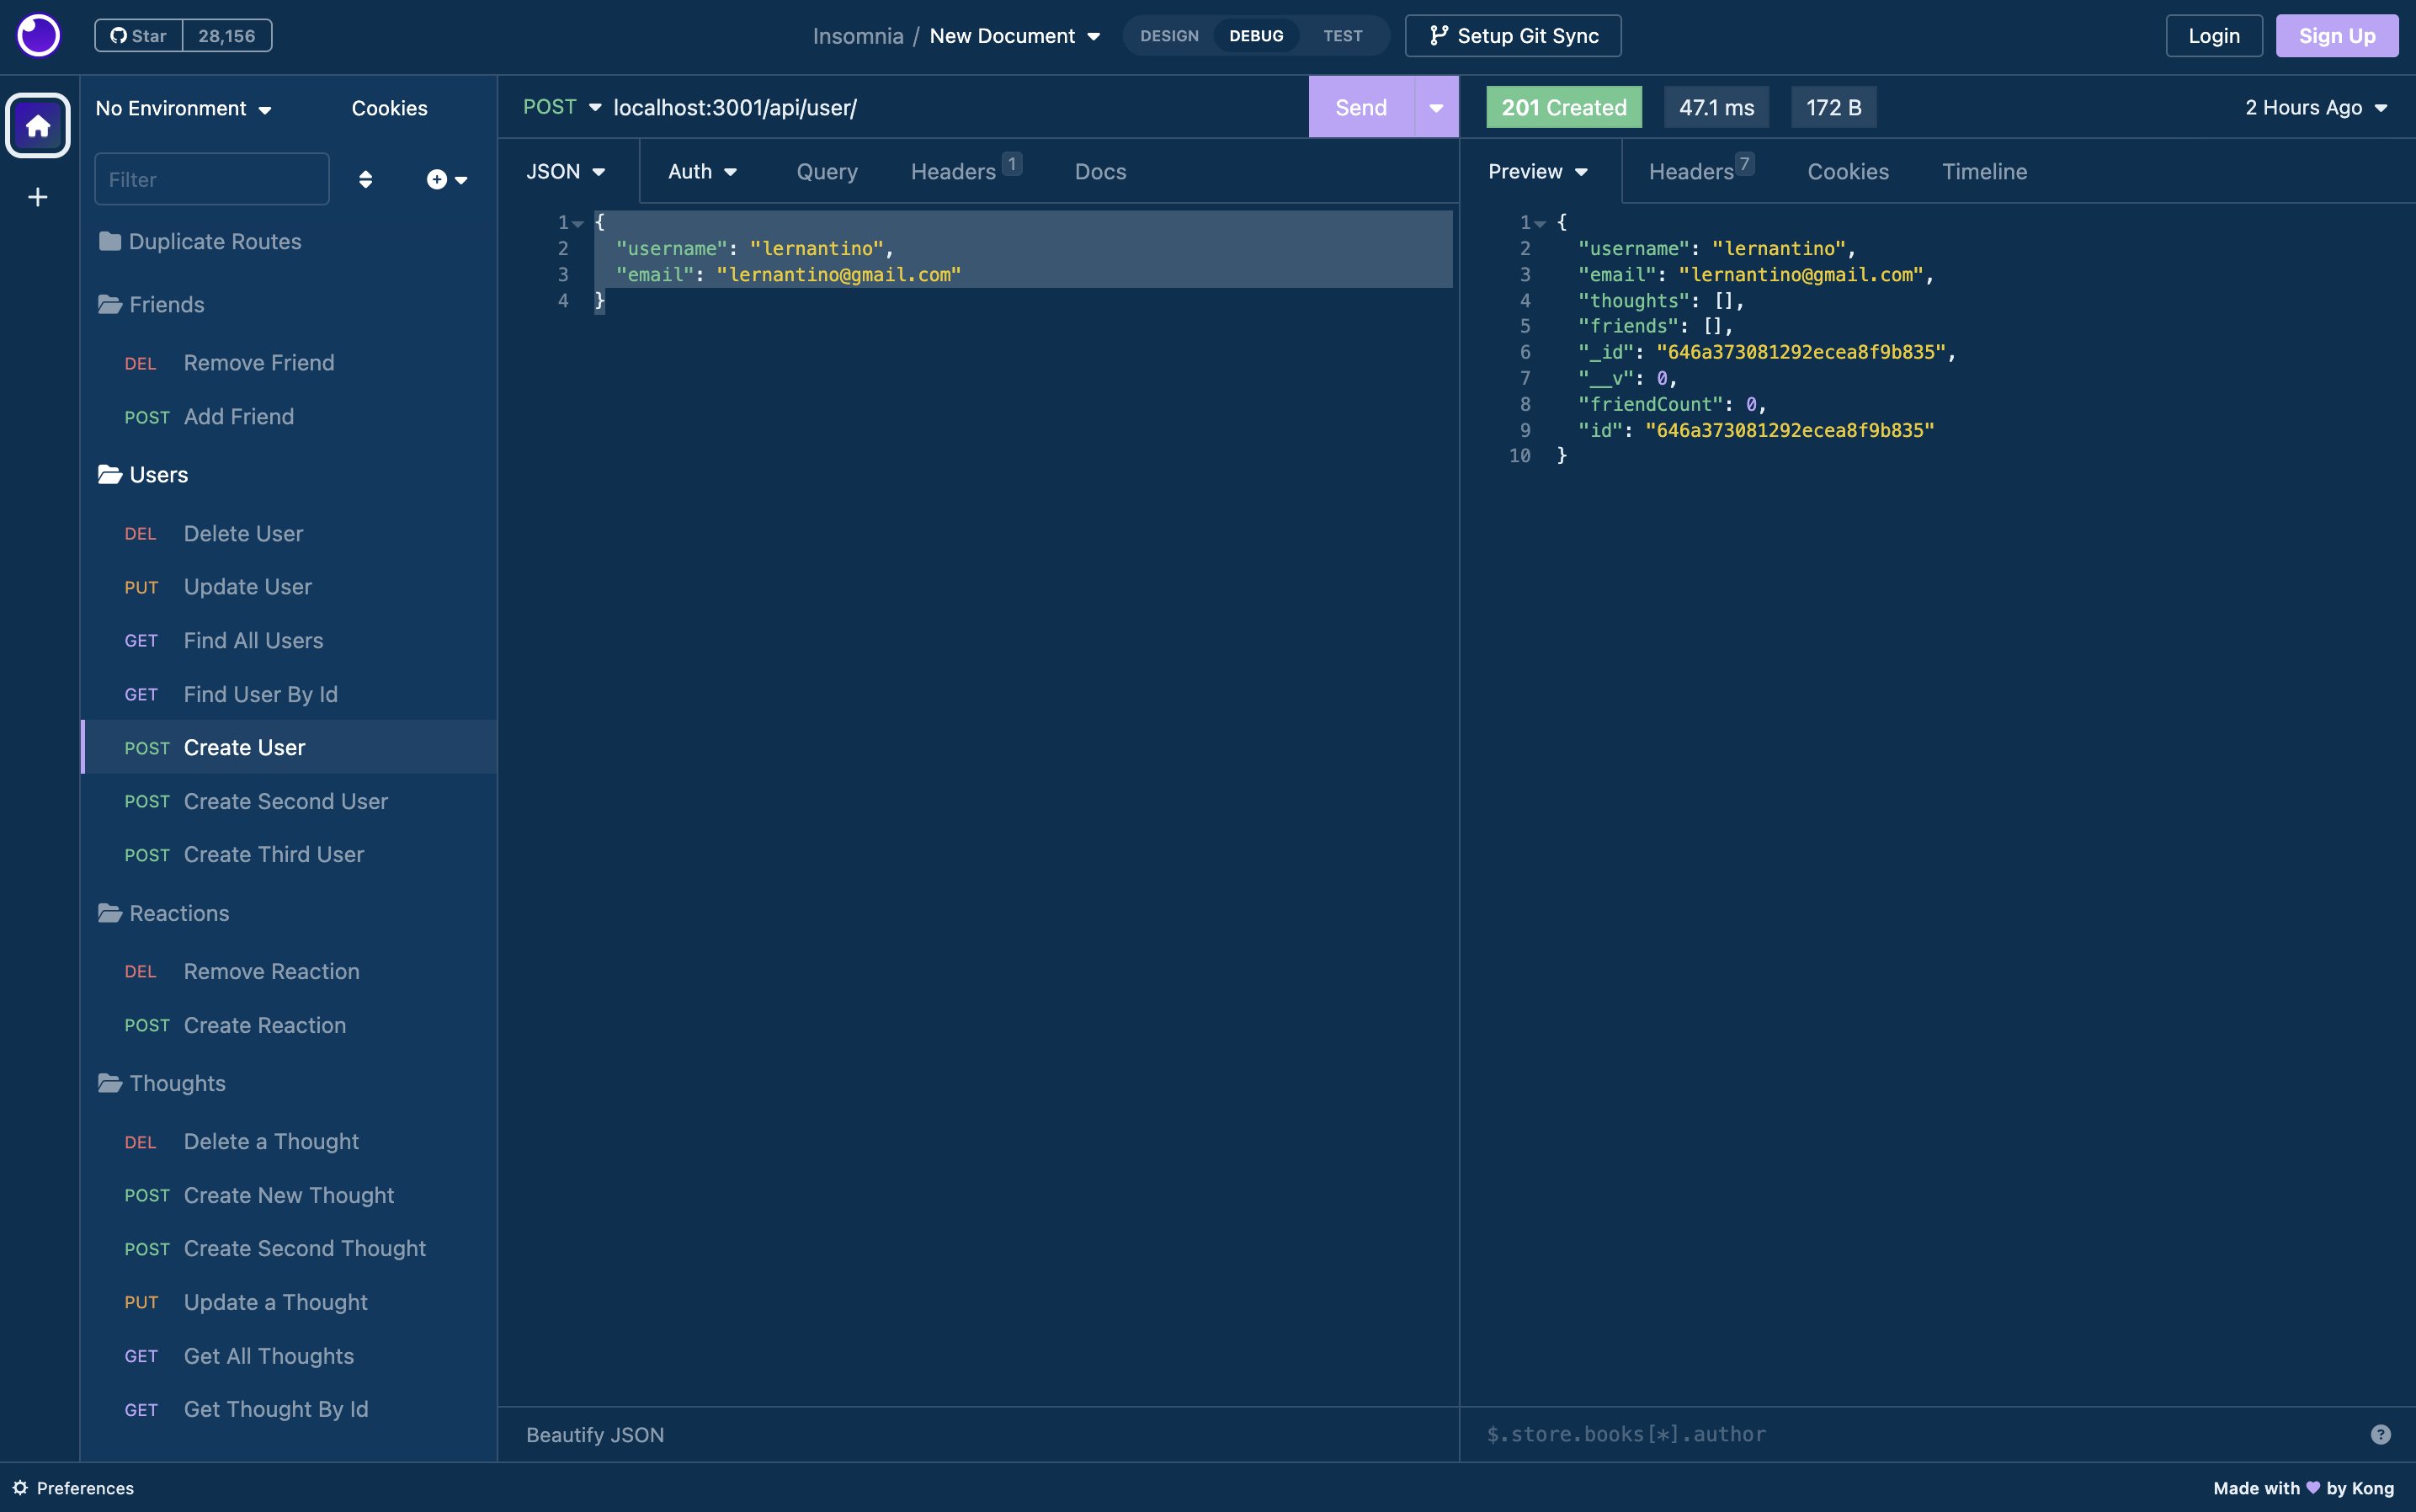 Star 28,156
Insomnia / New Document
DESIGN DEBUG TEST
Setup Git Sync
Login
Sign Up
No Environment
Cookies
Filter
Duplicate Routes
Friends
DEL Remove Friend
POST Add Friend
Users
DEL Delete User
PUT Update User
GET Find All Users
GET Find User By Id
POST Create User
POST Create Second User
POST Create Third User
Reactions
DEL Remove Reaction
POST Create Reaction
Thoughts
DEL Delete a Thought
POST Create New Thought
POST Create Second Thought
PUT Update a Thought
GET Get All Thoughts
GET Get Thought By Id
POST localhost:3001/api/user/
Send
JSON Auth Query Headers 1 Docs
1 {
2 "username": "lernantino",
3 "email": "lernantino@gmail.com"
4 }
Beautify JSON
201 Created 47.1 ms 172 B
2 Hours Ago
Preview Headers 7 Cookies Timeline
1 {
2 "username": "lernantino",
3 "email": "lernantino@gmail.com",
4 "thoughts": [],
5 "friends": [],
6 "_id": "646a373081292ecea8f9b835",
7 "__v": 0,
8 "friendCount": 0,
9 "id": "646a373081292ecea8f9b835"
10 }
$.store.books[*].author
?
Preferences
Made with 💜 by Kong